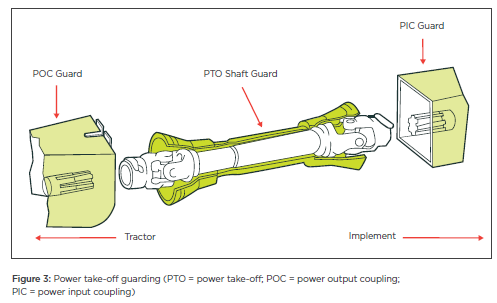 PIC Guard
POC Guard
PTO Shaft Guard
Tractor
Implement
Figure 3: Power take-off guarding (PTO = power take-off; POC = power output coupling;
PIC = power input coupling)